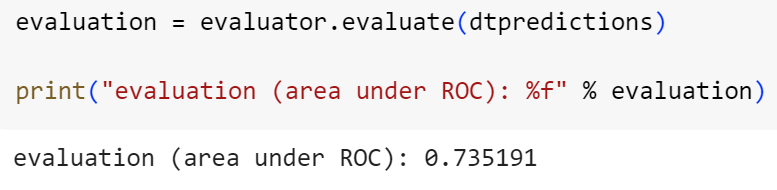 evaluation = evaluator.evaluate(dtpredictions)
print("evaluation (area under ROC): %f" % evaluation)
evaluation (area under ROC): 0.735191